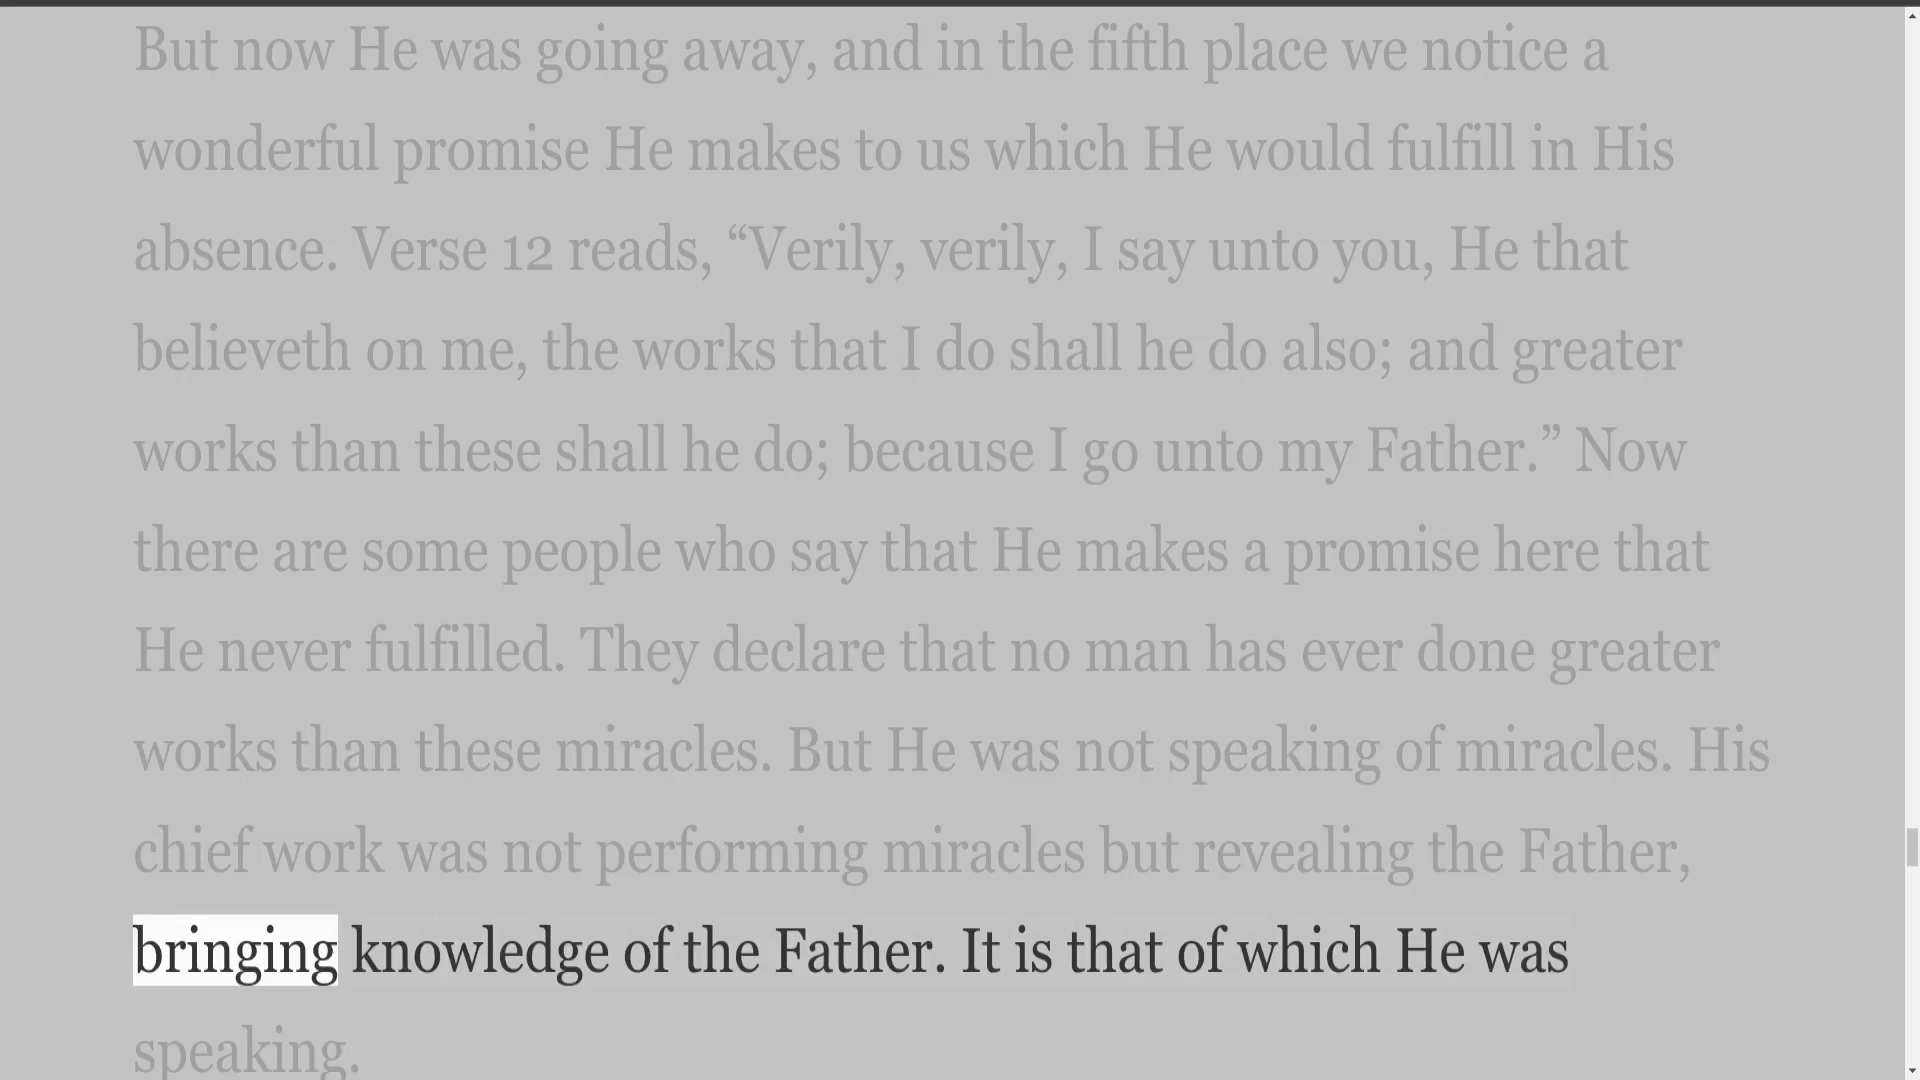 But now He was going away, and in the fifth place we notice a
wonderful promise He makes to us which He would fulfill in His
absence. Verse 12 reads, “Verily, verily, I say unto you, He that
believeth on me, the works that I do shall he do also; and greater
works than these shall he do; because I go unto my Father.” Now
there are some people who say that He makes a promise here that
He never fulfilled. They declare that no man has ever done greater
works than these miracles. But He was not speaking of miracles. His
chief work was not performing miracles but revealing the Father,
bringing knowledge of the Father. It is that of which He was
speaking.